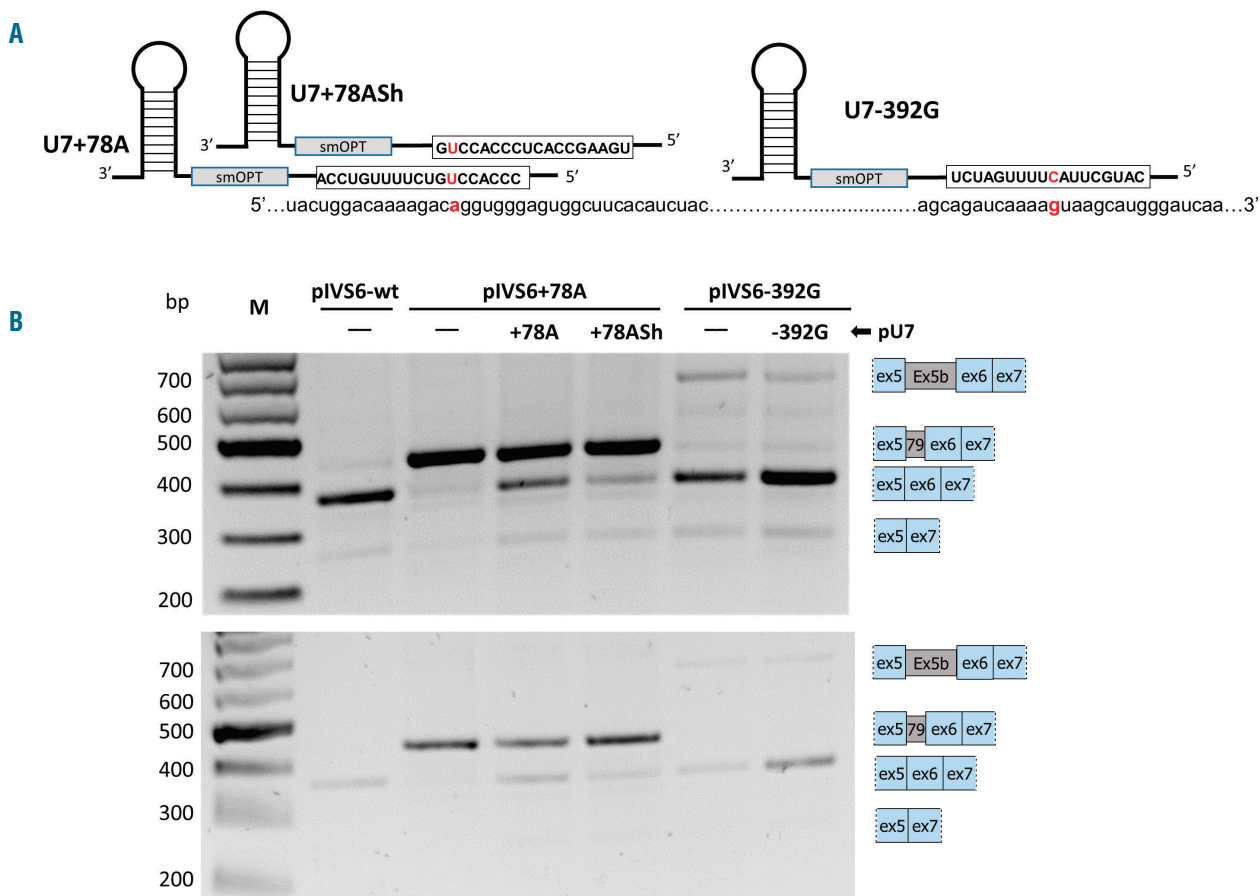 A
U7+78ASh
U7-392G
U7+78A
3’ smOPT GUCCACCCUCACCGAAGU 5’
3’ smOPT ACCUGUUUUCUGUCCACCC 5’
3’ smOPT UCUAGUUUUCAUUCGUAC 5’
5’…uacuggacaaaagacaggugggaguggcuucacaucuac……………...................……agcagaucaaaaguaagcaugggaucaa…3’
B
bp M pIVS6-wt pIVS6+78A pIVS6-392G
— — +78A +78ASh — -392G ← pU7
700 ex5 Ex5b ex6 ex7
600
500 ex5 79 ex6 ex7
400 ex5 ex6 ex7
300 ex5 ex7
200
700 ex5 Ex5b ex6 ex7
600
500 ex5 79 ex6 ex7
400 ex5 ex6 ex7
300 ex5 ex7
200